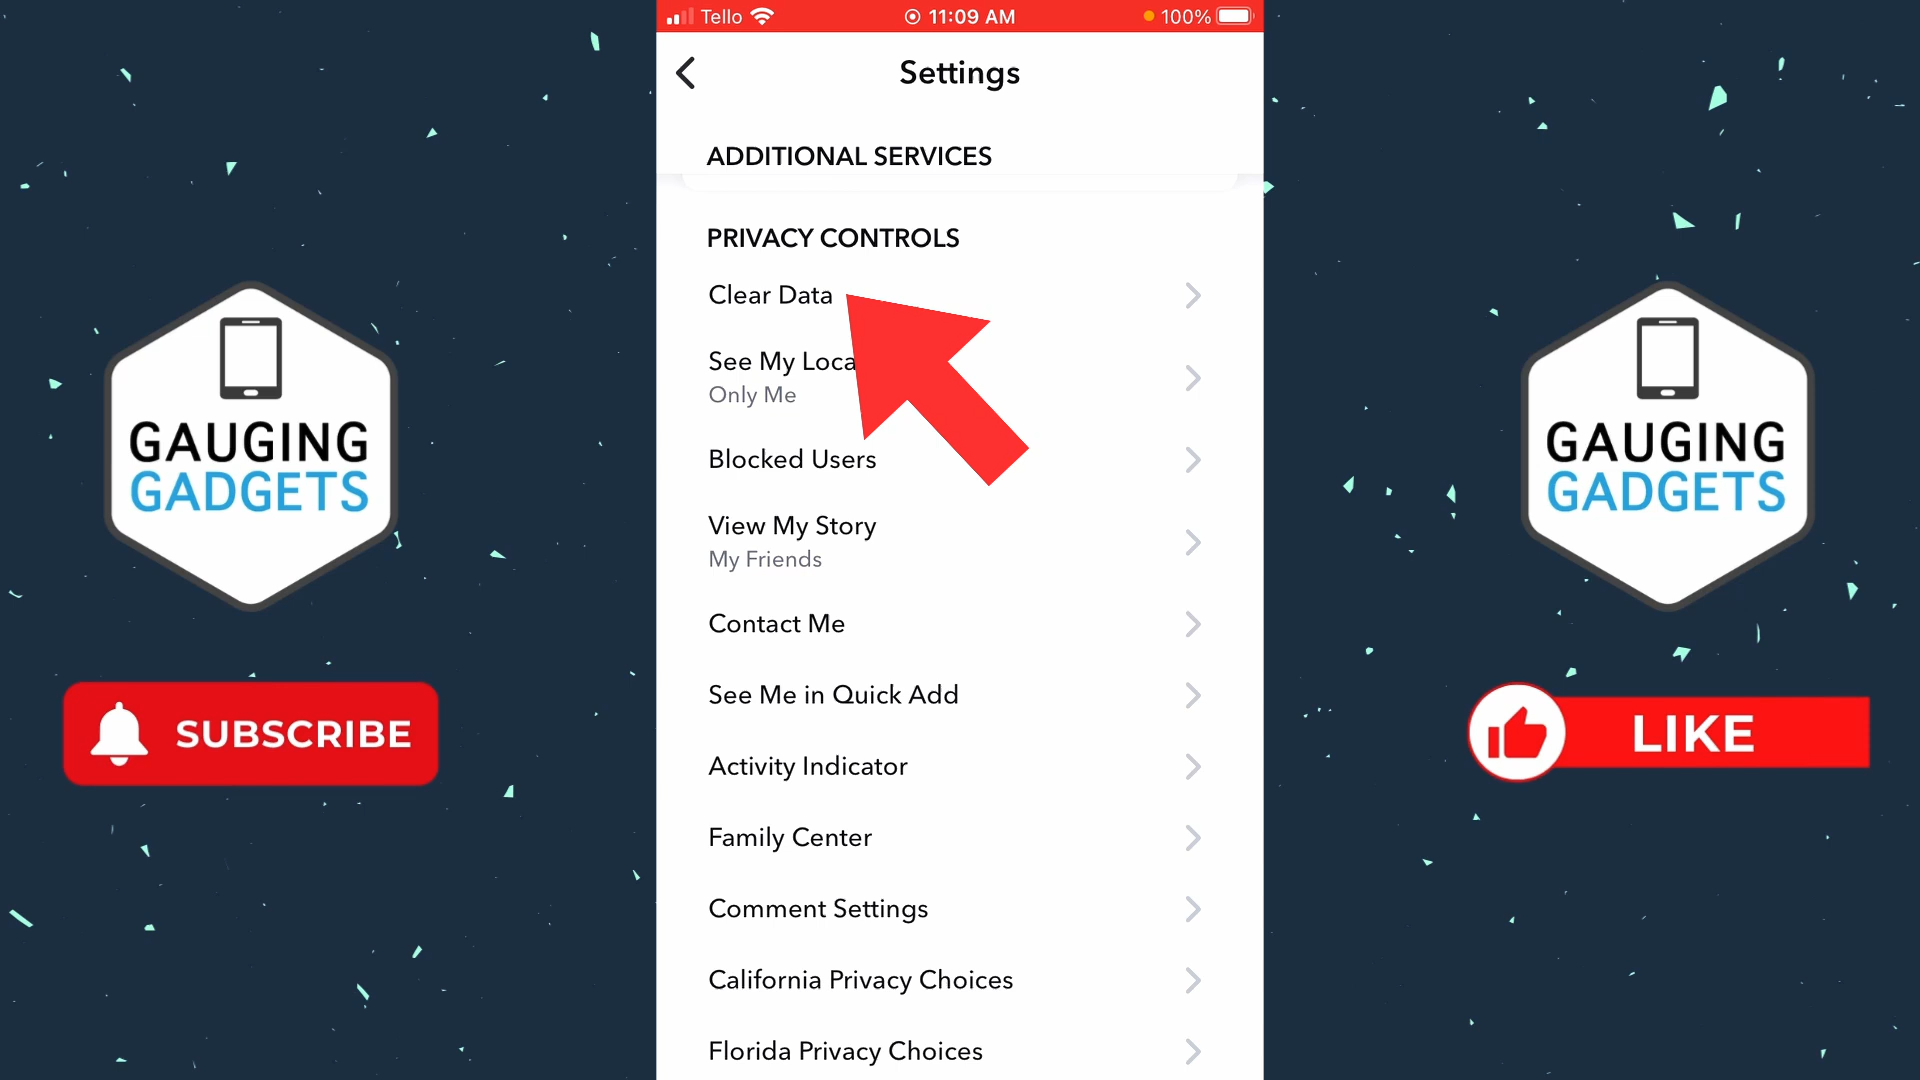 Tello 11:09 AM 100%
Settings
ADDITIONAL SERVICES
PRIVACY CONTROLS
Clear Data
See My Loca
Only Me
Blocked Users
View My Story
My Friends
Contact Me
See Me in Quick Add
Activity Indicator
Family Center
Comment Settings
California Privacy Choices
Florida Privacy Choices
GAUGING
GADGETS
SUBSCRIBE
GAUGING
GADGETS
LIKE